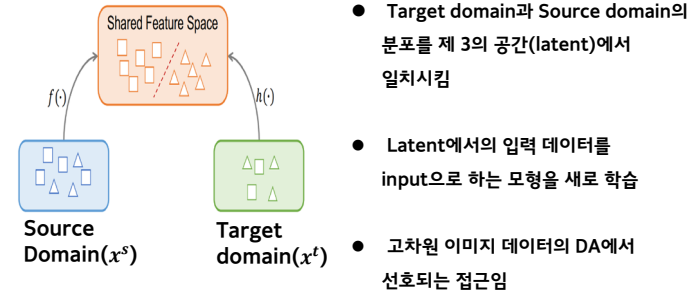 Shared Feature Space
f(·)
h(·)
Source
Domain(xˢ)
Target
domain(xᵗ)
● Target domain과 Source domain의
분포를 제 3의 공간(latent)에서
일치시킴
● Latent에서의 입력 데이터를
input으로 하는 모형을 새로 학습
● 고차원 이미지 데이터의 DA에서
선호되는 접근임